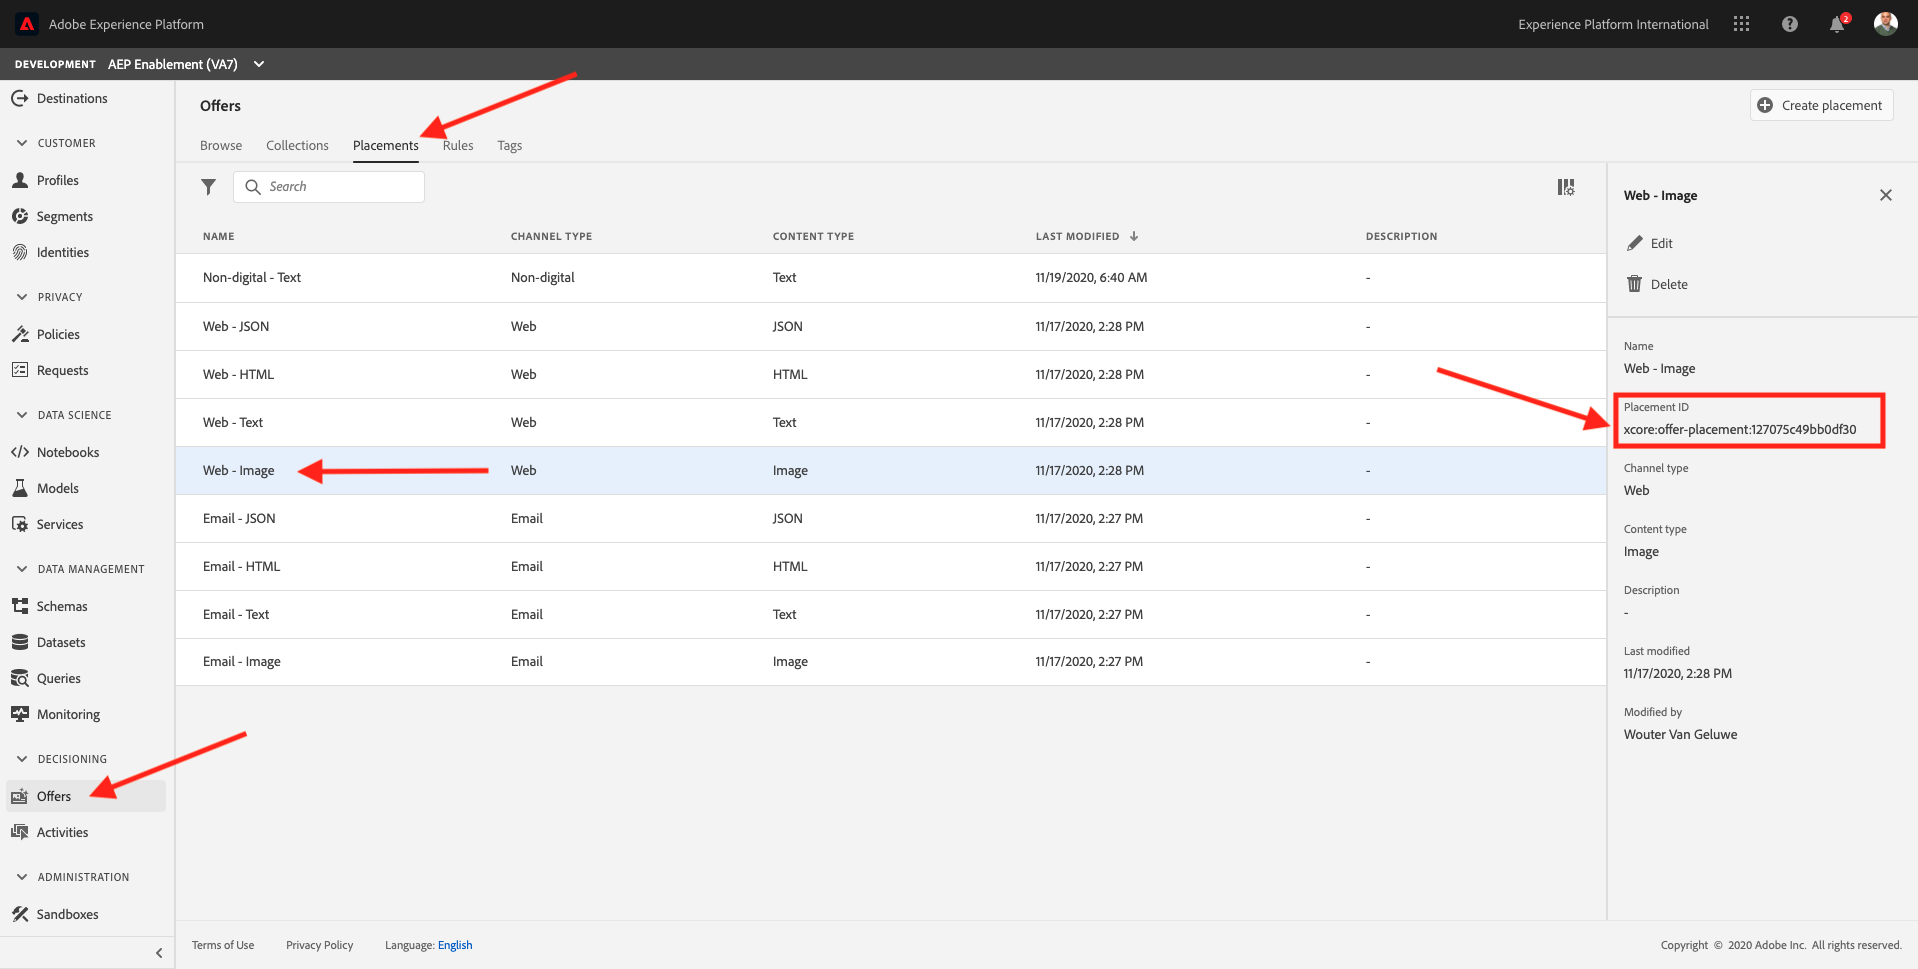 Adobe Experience Platform
Experience Platform International
2
DEVELOPMENT AEP Enablement (VA7)
Destinations
CUSTOMER
Profiles
Segments
Identities
PRIVACY
Policies
Requests
DATA SCIENCE
Notebooks
Models
Services
DATA MANAGEMENT
Schemas
Datasets
Queries
Monitoring
DECISIONING
Offers
Activities
ADMINISTRATION
Sandboxes
Offers
Create placement
Browse Collections Placements Rules Tags
Search
NAME CHANNEL TYPE CONTENT TYPE LAST MODIFIED DESCRIPTION
Non-digital - Text Non-digital Text 11/19/2020, 6:40 AM -
Web - JSON Web JSON 11/17/2020, 2:28 PM -
Web - HTML Web HTML 11/17/2020, 2:28 PM -
Web - Text Web Text 11/17/2020, 2:28 PM -
Web - Image Web Image 11/17/2020, 2:28 PM -
Email - JSON Email JSON 11/17/2020, 2:27 PM -
Email - HTML Email HTML 11/17/2020, 2:27 PM -
Email - Text Email Text 11/17/2020, 2:27 PM -
Email - Image Email Image 11/17/2020, 2:27 PM -
Web - Image
Edit
Delete
Name
Web - Image
Placement ID
xcore:offer-placement:127075c49bb0df30
Channel type
Web
Content type
Image
Description
-
Last modified
11/17/2020, 2:28 PM
Modified by
Wouter Van Geluwe
Terms of Use Privacy Policy Language: English
Copyright © 2020 Adobe Inc. All rights reserved.